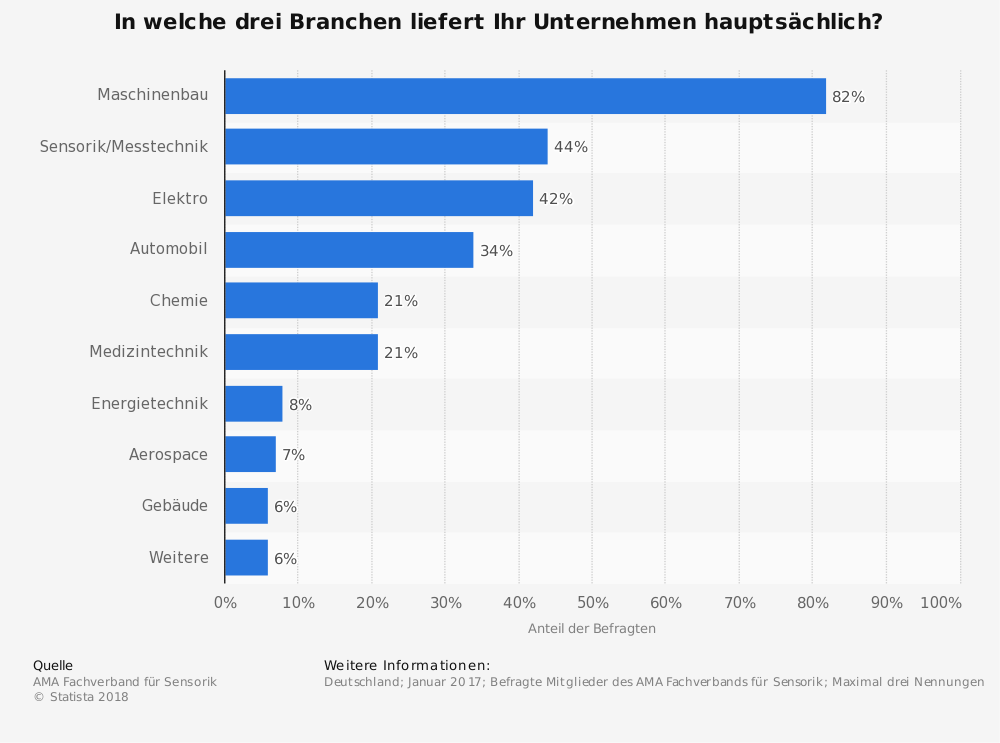 In welche drei Branchen liefert Ihr Unternehmen hauptsächlich?
Maschinenbau 82%
Sensorik/Messtechnik 44%
Elektro 42%
Automobil 34%
Chemie 21%
Medizintechnik 21%
Energietechnik 8%
Aerospace 7%
Gebäude 6%
Weitere 6%
0% 10% 20% 30% 40% 50% 60% 70% 80% 90% 100%
Anteil der Befragten
Quelle
AMA Fachverband für Sensorik
© Statista 2018
Weitere Informationen:
Deutschland; Januar 2017; Befragte Mitglieder des AMA Fachverbands für Sensorik; Maximal drei Nennungen